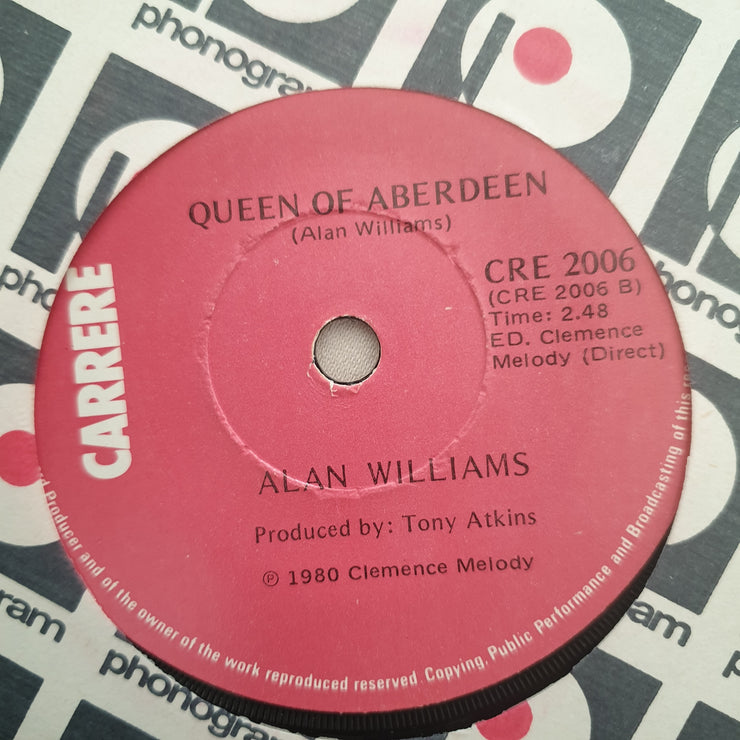 phonogram
QUEEN OF ABERDEEN
(Alan Williams)
CRE 2006
(CRE 2006 B)
Time: 2.48
ED. Clemence
Melody (Direct)
CARRERE
ALAN WILLIAMS
Produced by: Tony Atkins
℗ 1980 Clemence Melody
Producer and of the owner of the work reproduced reserved. Copying, Public Performance and Broadcasting of this
phonogram